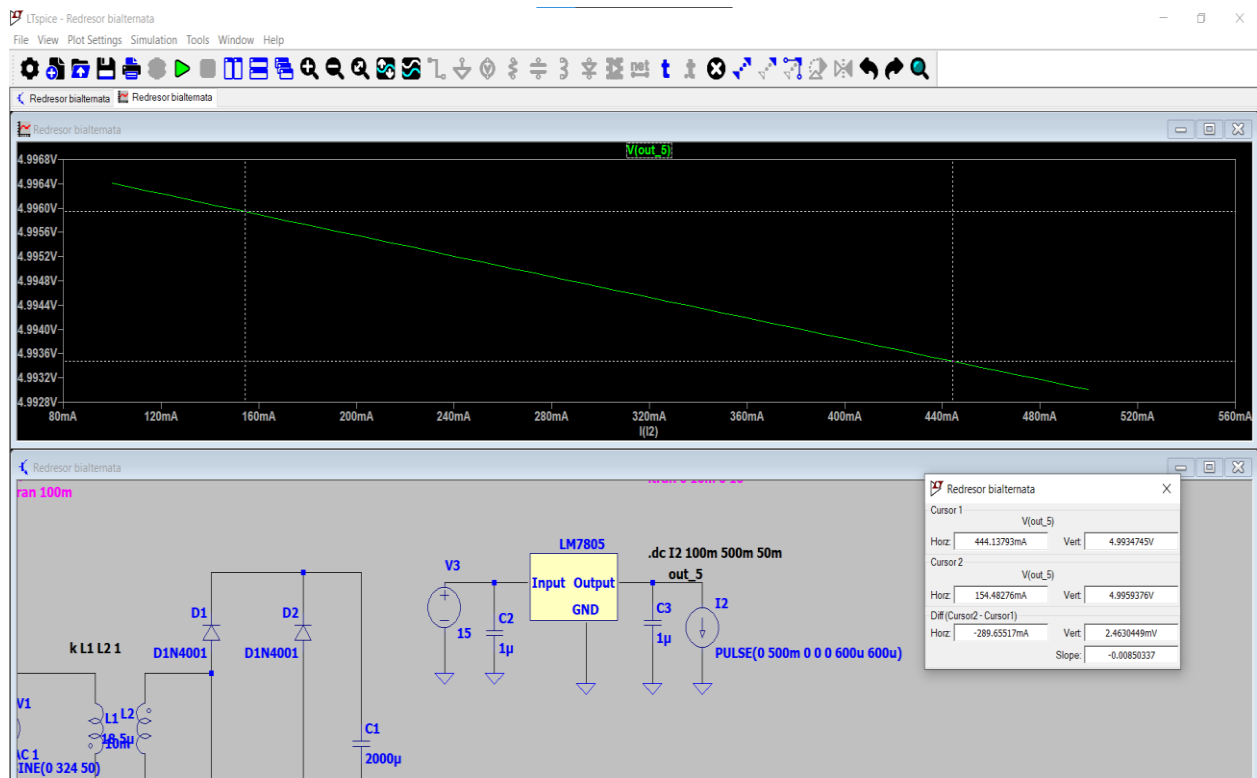 LTspice - Redresor bialternata
File View Plot Settings Simulation Tools Window Help
Redresor bialternata Redresor bialternata
Redresor bialternata
V(out_5)
4.9968V
4.9964V
4.9960V
4.9956V
4.9952V
4.9948V
4.9944V
4.9940V
4.9936V
4.9932V
4.9928V
80mA 120mA 160mA 200mA 240mA 280mA 320mA 360mA 400mA 440mA 480mA 520mA 560mA
I(I2)
Redresor bialternata
ran 100m
LM7805
.dc I2 100m 500m 50m
out_5
V3
Input Output
GND
15
C2
1µ
C3
1µ
I2
PULSE(0 500m 0 0 0 600u 600u)
D1
D2
D1N4001
D1N4001
k L1 L2 1
V1
L1
L2
10m
AC 1
SINE(0 324 50)
C1
2000µ
Redresor bialternata
Cursor 1
V(out_5)
Horz: 444.13793mA Vert: 4.9934745V
Cursor 2
V(out_5)
Horz: 154.48276mA Vert: 4.9959376V
Diff (Cursor2 - Cursor1)
Horz: -289.65517mA Vert: 2.4630449mV
Slope: -0.00850337